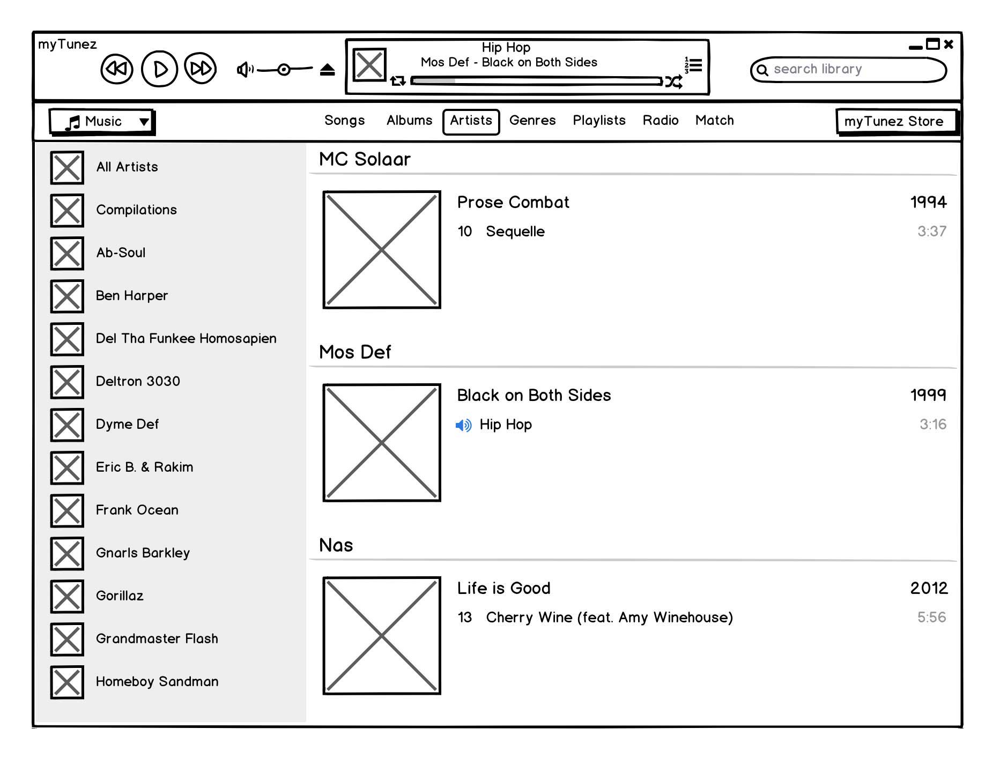 myTunez
Hip Hop
Mos Def - Black on Both Sides
1
2
3
search library
Music
Songs
Albums
Artists
Genres
Playlists
Radio
Match
myTunez Store
All Artists
Compilations
Ab-Soul
Ben Harper
Del Tha Funkee Homosapien
Deltron 3030
Dyme Def
Eric B. & Rakim
Frank Ocean
Gnarls Barkley
Gorillaz
Grandmaster Flash
Homeboy Sandman
MC Solaar
Prose Combat 1994
10 Sequelle 3:37
Mos Def
Black on Both Sides 1999
Hip Hop 3:16
Nas
Life is Good 2012
13 Cherry Wine (feat. Amy Winehouse) 5:56